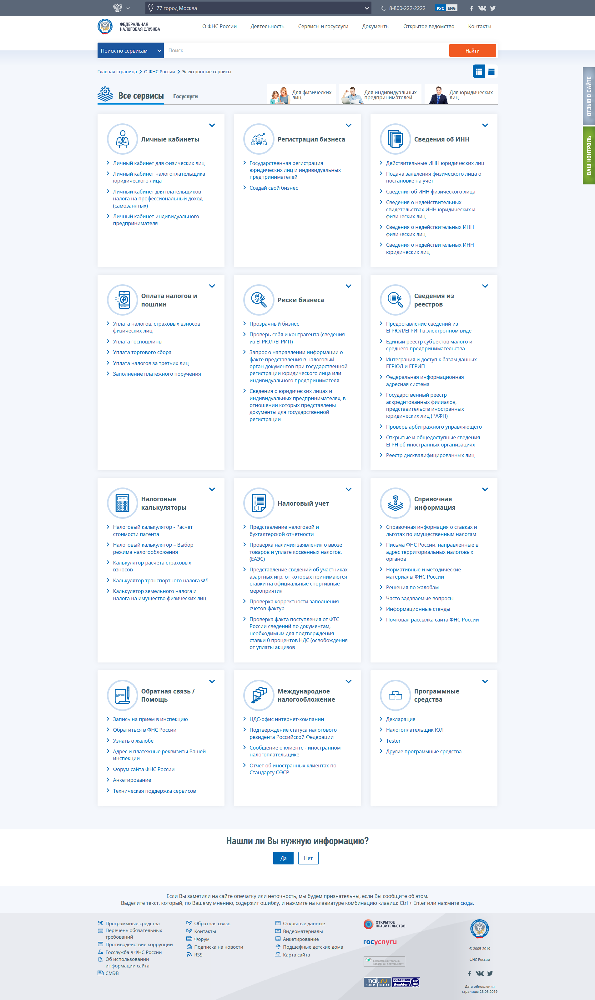 77 город Москва
8-800-222-2222
РУС ENG
ФЕДЕРАЛЬНАЯ
НАЛОГОВАЯ СЛУЖБА
О ФНС России
Деятельность
Сервисы и госуслуги
Документы
Открытое ведомство
Контакты
Поиск по сервисам
Поиск
Найти
Главная страница
О ФНС России
Электронные сервисы
ОТЗЫВ О САЙТЕ
ВАШ КОНТРОЛЬ
Все сервисы
Госуслуги
Для физических
лиц
Для индивидуальных
предпринимателей
Для юридических
лиц
Личные кабинеты
Личный кабинет для физических лиц
Личный кабинет налогоплательщика
юридического лица
Личный кабинет для плательщиков
налога на профессиональный доход
(самозанятых)
Личный кабинет индивидуального
предпринимателя
Регистрация бизнеса
Государственная регистрация
юридических лиц и индивидуальных
предпринимателей
Создай свой бизнес
Сведения об ИНН
Действительные ИНН юридических лиц
Подача заявления физического лица о
постановке на учет
Сведения об ИНН физического лица
Сведения о недействительных
свидетельствах ИНН юридических и
физических лиц
Сведения о недействительных ИНН
физических лиц
Сведения о недействительных ИНН
юридических лиц
Оплата налогов и
пошлин
Уплата налогов, страховых взносов
физических лиц
Уплата госпошлины
Уплата торгового сбора
Уплата налогов за третьих лиц
Заполнение платежного поручения
Риски бизнеса
Прозрачный бизнес
Проверь себя и контрагента (сведения
из ЕГРЮЛ/ЕГРИП)
Запрос о направлении информации о
факте представления в налоговый
орган документов при государственной
регистрации юридического лица или
индивидуального предпринимателя
Сведения о юридических лицах и
индивидуальных предпринимателях, в
отношении которых представлены
документы для государственной
регистрации
Сведения из
реестров
Предоставление сведений из
ЕГРЮЛ/ЕГРИП в электронном виде
Единый реестр субъектов малого и
среднего предпринимательства
Интеграция и доступ к базам данных
ЕГРЮЛ и ЕГРИП
Федеральная информационная
адресная система
Государственный реестр
аккредитованных филиалов,
представительств иностранных
юридических лиц (РАФП)
Проверь арбитражного управляющего
Открытые и общедоступные сведения
ЕГРН об иностранных организациях
Реестр дисквалифицированных лиц
Налоговые
калькуляторы
Налоговый калькулятор - Расчет
стоимости патента
Налоговый калькулятор – Выбор
режима налогообложения
Калькулятор расчёта страховых
взносов
Калькулятор транспортного налога ФЛ
Калькулятор земельного налога и
налога на имущество физических лиц
Налоговый учет
Представление налоговой и
бухгалтерской отчетности
Проверка наличия заявления о ввозе
товаров и уплате косвенных налогов.
(ЕАЭС)
Представление сведений об участниках
азартных игр, от которых принимаются
ставки на официальные спортивные
мероприятия
Проверка корректности заполнения
счетов-фактур
Проверка факта поступления от ФТС
России сведений по документам,
необходимым для подтверждения
ставки 0 процентов НДС (освобождения
от уплаты акцизов
Справочная
информация
Справочная информация о ставках и
льготах по имущественным налогам
Письма ФНС России, направленные в
адрес территориальных налоговых
органов
Нормативные и методические
материалы ФНС России
Решения по жалобам
Часто задаваемые вопросы
Информационные стенды
Почтовая рассылка сайта ФНС России
Обратная связь /
Помощь
Запись на прием в инспекцию
Обратиться в ФНС России
Узнать о жалобе
Адрес и платежные реквизиты Вашей
инспекции
Форум сайта ФНС России
Анкетирование
Техническая поддержка сервисов
Международное
налогообложение
НДС-офис интернет-компании
Подтверждение статуса налогового
резидента Российской Федерации
Сообщение о клиенте - иностранном
налогоплательщике
Отчет об иностранных клиентах по
Стандарту ОЭСР
Программные
средства
Декларация
Налогоплательщик ЮЛ
Tester
Другие программные средства
Нашли ли Вы нужную информацию?
Да
Нет
Если Вы заметили на сайте опечатку или неточность, мы будем признательны, если Вы сообщите об этом.
Выделите текст, который, по Вашему мнению, содержит ошибку, и нажмите на клавиатуре комбинацию клавиш: Ctrl + Enter или нажмите сюда.
Программные средства
Перечень обязательных
требований
Противодействие коррупции
Госслужба в ФНС России
Об использовании
информации сайта
СМЭВ
Обратная связь
Контакты
Форум
Подписка на новости
RSS
Открытые данные
Видеоматериалы
Анкетирование
Подшефные детские дома
Карта сайта
ОТКРЫТОЕ
ПРАВИТЕЛЬСТВО
госуслуги
реформа контрольно-
надзорной деятельности
mail.ru
968004 351140
УЧАСТНИК
Rambler's
TOP
100
© 2005-2019
ФНС России
Дата обновления
страницы 28.03.2019